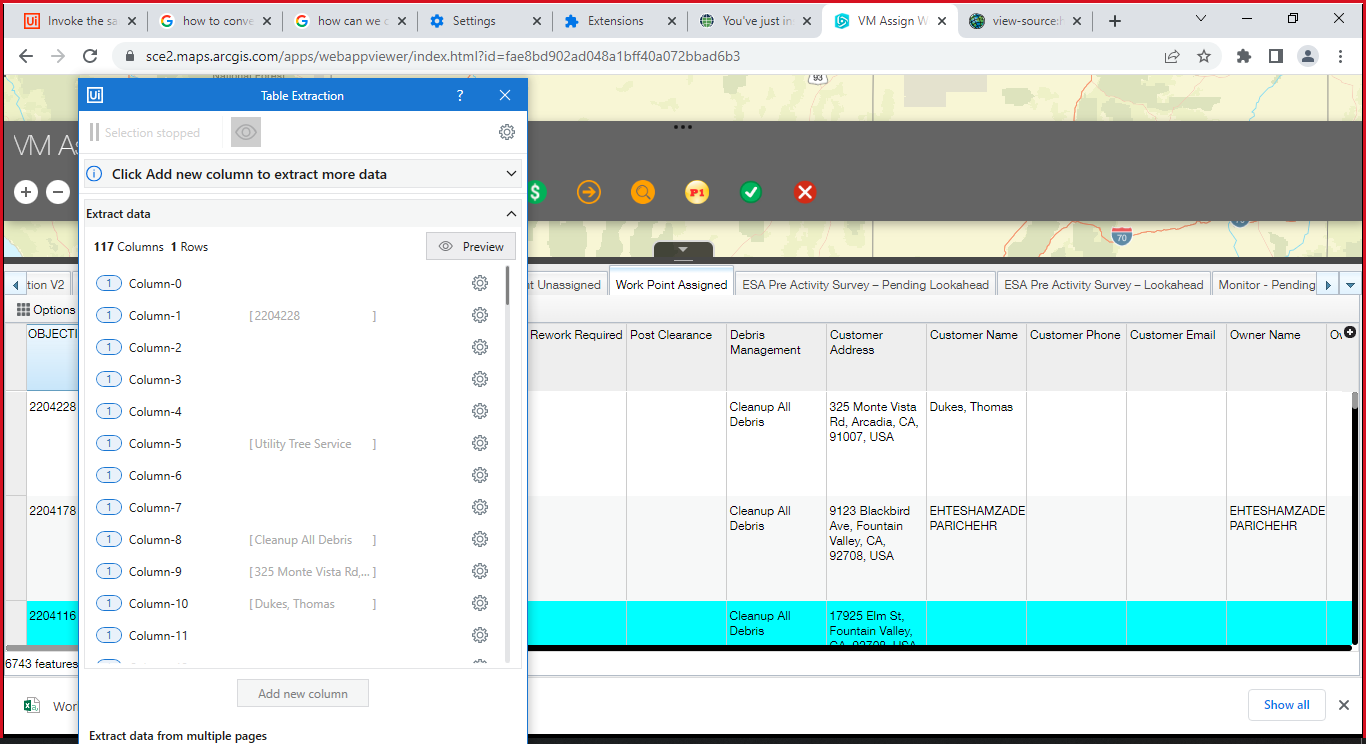 Invoke the sa
how to conve
how can we c
Settings
Extensions
You've just in
VM Assign W
view-source:h
sce2.maps.arcgis.com/apps/webappviewer/index.html?id=fae8bd902ad048a1bff40a072bbad6b3
National Forest
93
Ui Table Extraction ?
Selection stopped
VM As
Click Add new column to extract more data
$
P1
Extract data
70
117 Columns 1 Rows
Preview
1 Column-0
1 Column-1 [2204228 ]
1 Column-2
1 Column-3
1 Column-4
1 Column-5 [Utility Tree Service ]
1 Column-6
1 Column-7
1 Column-8 [Cleanup All Debris ]
1 Column-9 [325 Monte Vista Rd,... ]
1 Column-10 [Dukes, Thomas ]
1 Column-11
Add new column
Extract data from multiple pages
tion V2
nt Unassigned
Work Point Assigned
ESA Pre Activity Survey – Pending Lookahead
ESA Pre Activity Survey – Lookahead
Monitor - Pending
Options
OBJECTI
Rework Required
Post Clearance
Debris
Management
Customer
Address
Customer Name
Customer Phone
Customer Email
Owner Name
Ov
2204228
Cleanup All
Debris
325 Monte Vista
Rd, Arcadia, CA,
91007, USA
Dukes, Thomas
2204178
Cleanup All
Debris
9123 Blackbird
Ave, Fountain
Valley, CA,
92708, USA
EHTESHAMZADE
PARICHEHR
EHTESHAMZADE
PARICHEHR
2204116
Cleanup All
Debris
17925 Elm St,
Fountain Valley,
CA, 92708, USA
6743 features
Wor
Show all